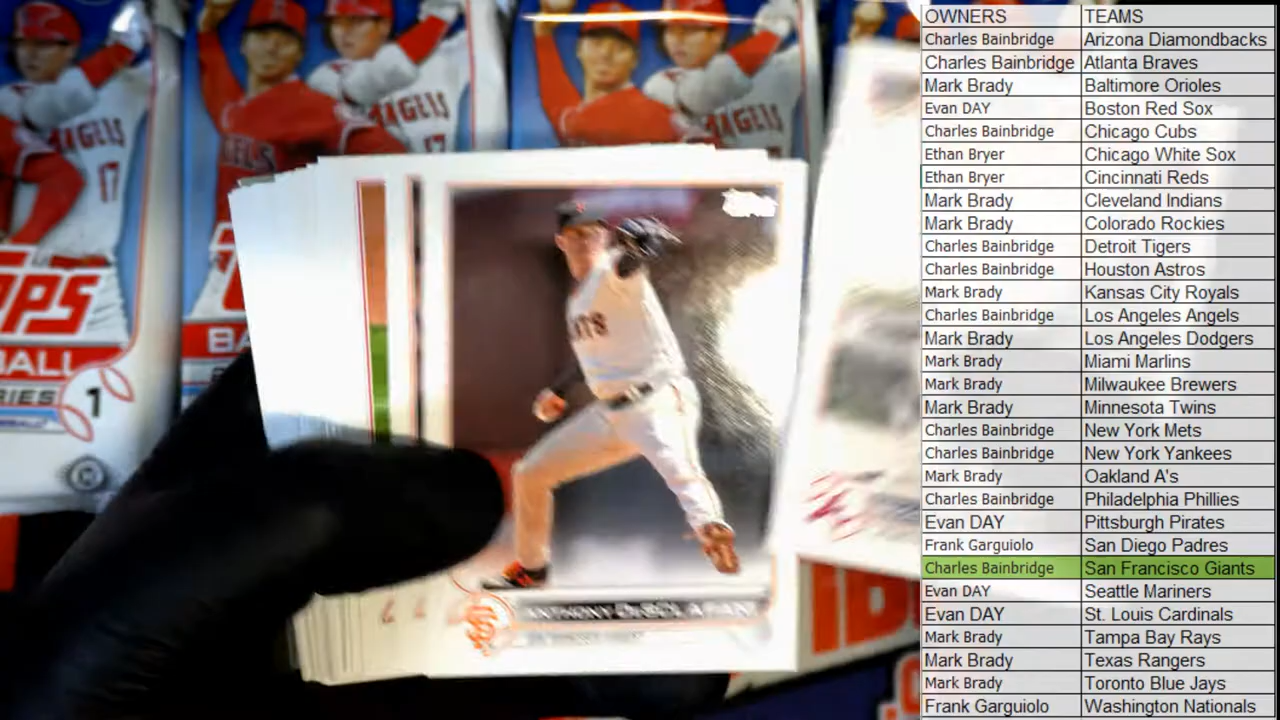 OWNERS TEAMS
Charles Bainbridge Arizona Diamondbacks
Charles Bainbridge Atlanta Braves
Mark Brady Baltimore Orioles
Evan DAY Boston Red Sox
Charles Bainbridge Chicago Cubs
Ethan Bryer Chicago White Sox
Ethan Bryer Cincinnati Reds
Mark Brady Cleveland Indians
Mark Brady Colorado Rockies
Charles Bainbridge Detroit Tigers
Charles Bainbridge Houston Astros
Mark Brady Kansas City Royals
Charles Bainbridge Los Angeles Angels
Mark Brady Los Angeles Dodgers
Mark Brady Miami Marlins
Mark Brady Milwaukee Brewers
Mark Brady Minnesota Twins
Charles Bainbridge New York Mets
Charles Bainbridge New York Yankees
Mark Brady Oakland A's
Charles Bainbridge Philadelphia Phillies
Evan DAY Pittsburgh Pirates
Frank Garguiolo San Diego Padres
Charles Bainbridge San Francisco Giants
Evan DAY Seattle Mariners
Evan DAY St. Louis Cardinals
Mark Brady Tampa Bay Rays
Mark Brady Texas Rangers
Mark Brady Toronto Blue Jays
Frank Garguiolo Washington Nationals
ANGELS
17
ELS
ANGELS
17
ANGELS
PPS
BALL
RIES 1
BA
Topps
ATS
ANTHONY
SF